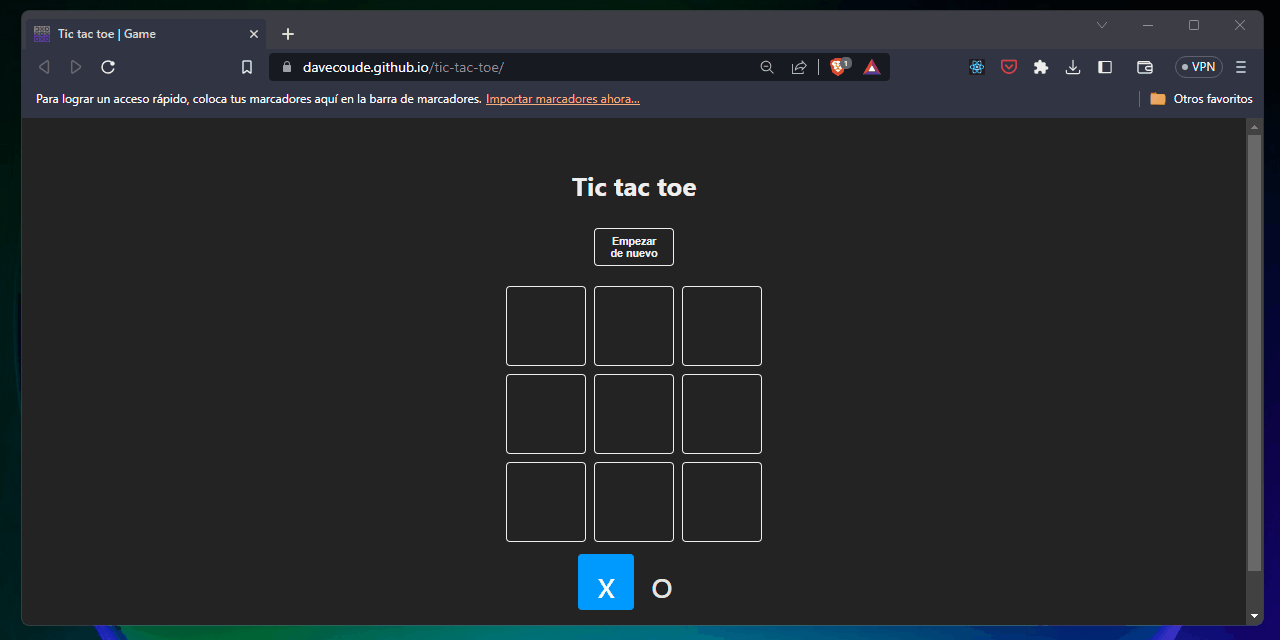 Tic tac toe | Game
davecoude.github.io/tic-tac-toe/
1
VPN
Para lograr un acceso rápido, coloca tus marcadores aquí en la barra de marcadores. Importar marcadores ahora...
Otros favoritos
Tic tac toe
Empezar
de nuevo
X O